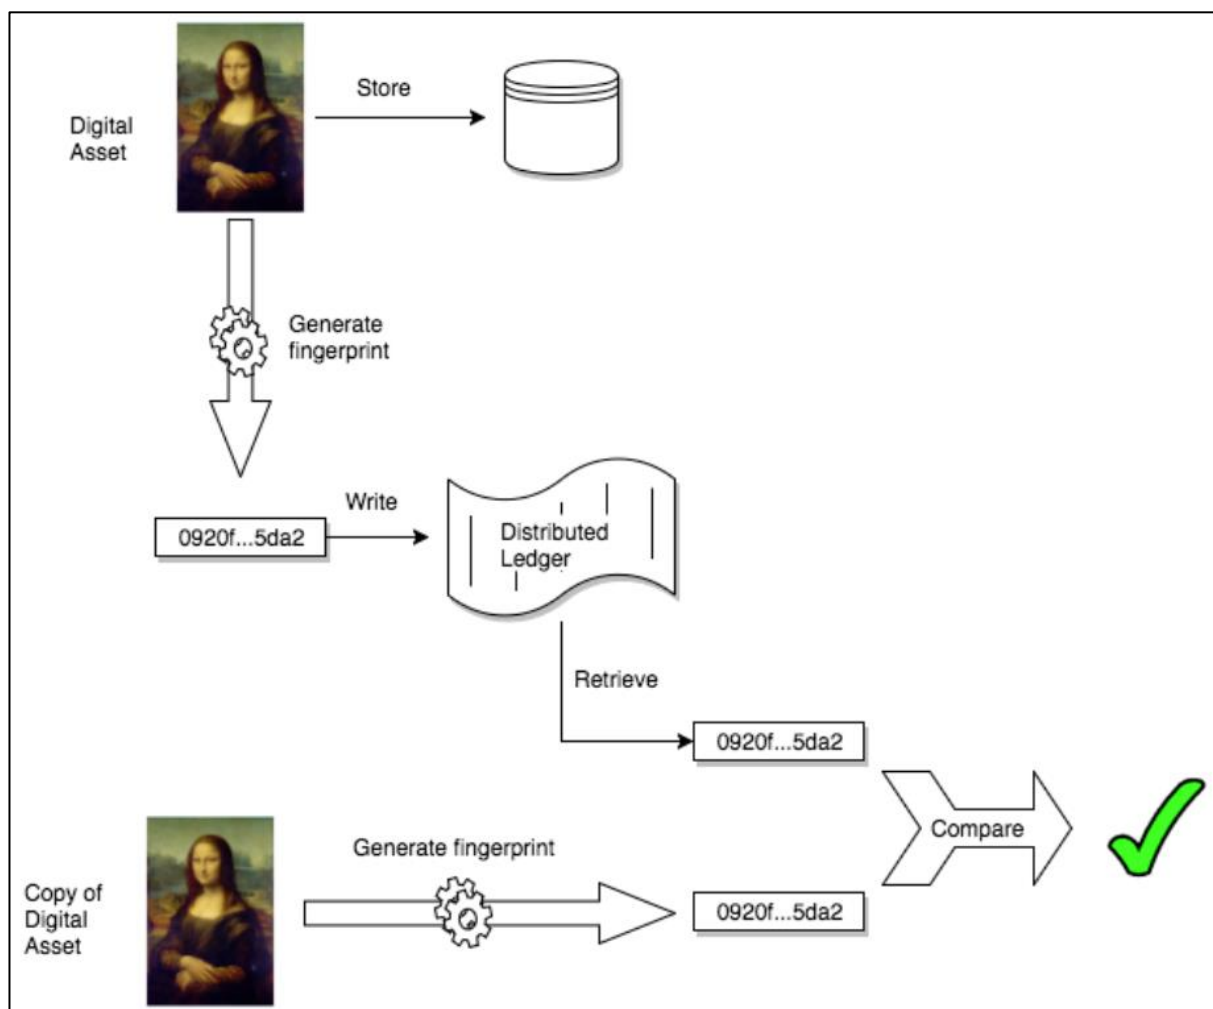 Digital
Asset
Store
Generate
fingerprint
0920f...5da2
Write
Distributed
Ledger
Retrieve
0920f...5da2
Compare
Copy of
Digital
Asset
Generate fingerprint
0920f...5da2